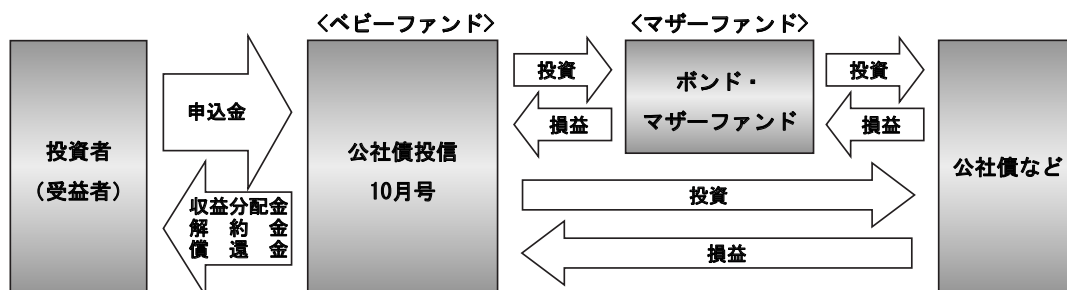 〈ベビーファンド〉
〈マザーファンド〉
投資者
（受益者）
申込金
収益分配金
解約金
償還金
公社債投信
10月号
投資
損益
ボンド・
マザーファンド
投資
損益
投資
損益
公社債など